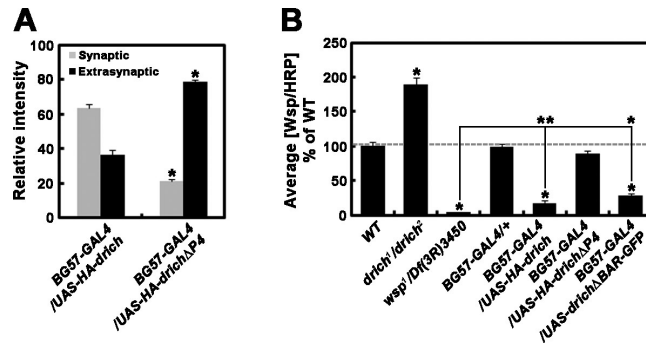 A
Relative intensity
100
80
60
40
20
0
Synaptic
Extrasynaptic
*
*
BG57-GAL4
/UAS-HA-drich
BG57-GAL4
/UAS-HA-drichΔP4
B
Average [Wsp/HRP]
% of WT
250
200
150
100
50
0
*
**
*
*
*
*
WT
drich¹/drich²
wsp¹/Df(3R)3450
BG57-GAL4/+
BG57-GAL4
/UAS-HA-drich
BG57-GAL4
/UAS-HA-drichΔP4
BG57-GAL4
/UAS-drichΔBAR-GFP